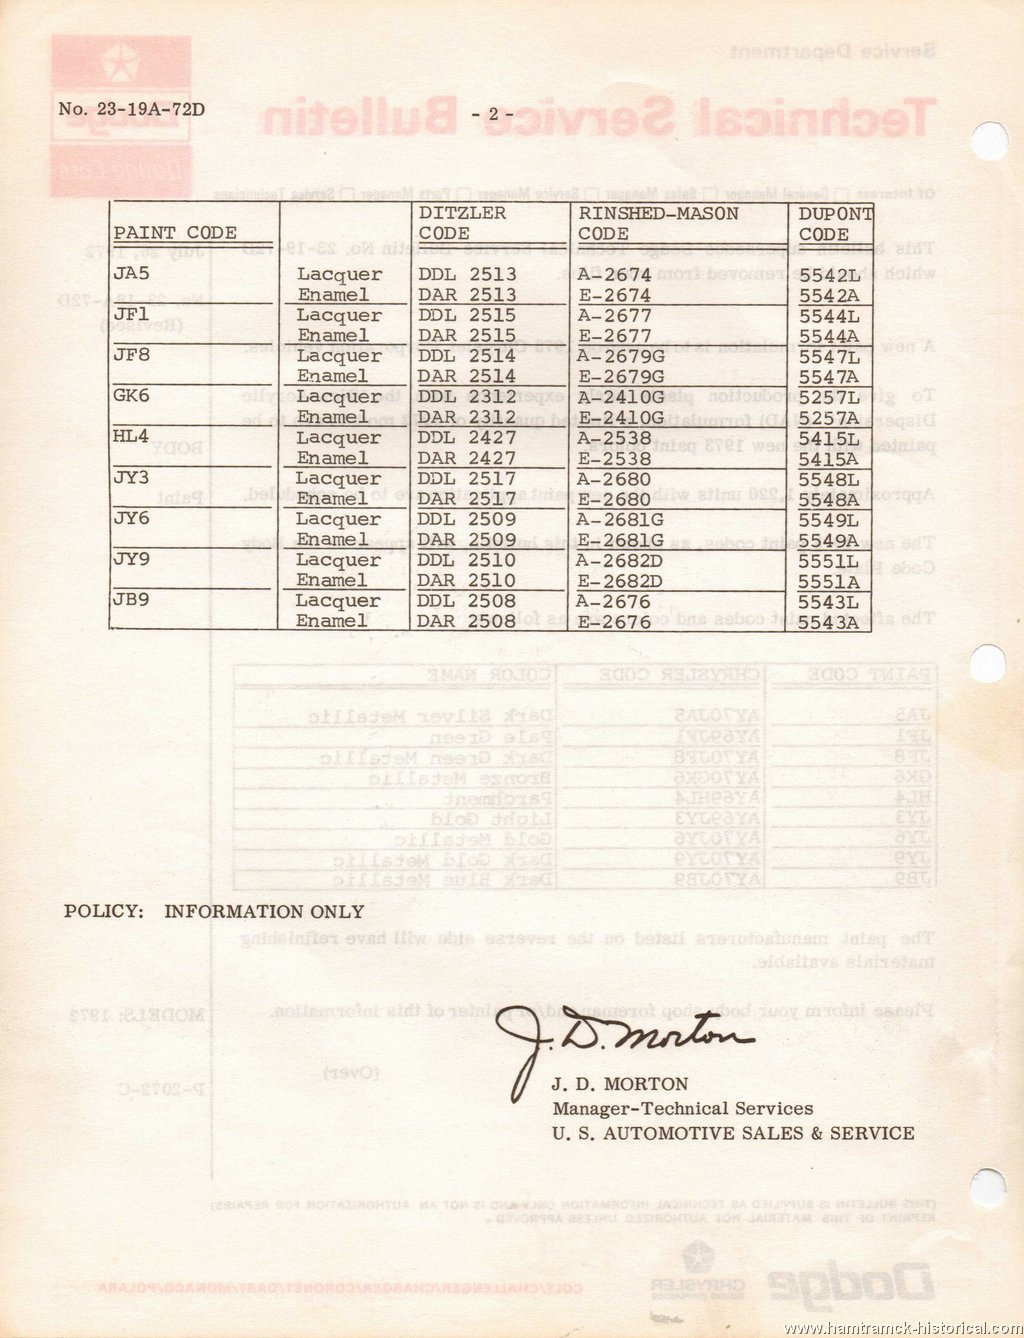 No. 23-19A-72D
- 2 -
PAINT CODE DITZLER CODE RINSHED-MASON CODE DUPONT CODE
JA5 Lacquer DDL 2513 A-2674 5542L
Enamel DAR 2513 E-2674 5542A
JF1 Lacquer DDL 2515 A-2677 5544L
Enamel DAR 2515 E-2677 5544A
JF8 Lacquer DDL 2514 A-2679G 5547L
Enamel DAR 2514 E-2679G 5547A
GK6 Lacquer DDL 2312 A-2410G 5257L
Enamel DAR 2312 E-2410G 5257A
HL4 Lacquer DDL 2427 A-2538 5415L
Enamel DAR 2427 E-2538 5415A
JY3 Lacquer DDL 2517 A-2680 5548L
Enamel DAR 2517 E-2680 5548A
JY6 Lacquer DDL 2509 A-2681G 5549L
Enamel DAR 2509 E-2681G 5549A
JY9 Lacquer DDL 2510 A-2682D 5551L
Enamel DAR 2510 E-2682D 5551A
JB9 Lacquer DDL 2508 A-2676 5543L
Enamel DAR 2508 E-2676 5543A
POLICY: INFORMATION ONLY
J. D. Morton
J. D. MORTON
Manager-Technical Services
U. S. AUTOMOTIVE SALES & SERVICE
www.hamtramck-historical.com